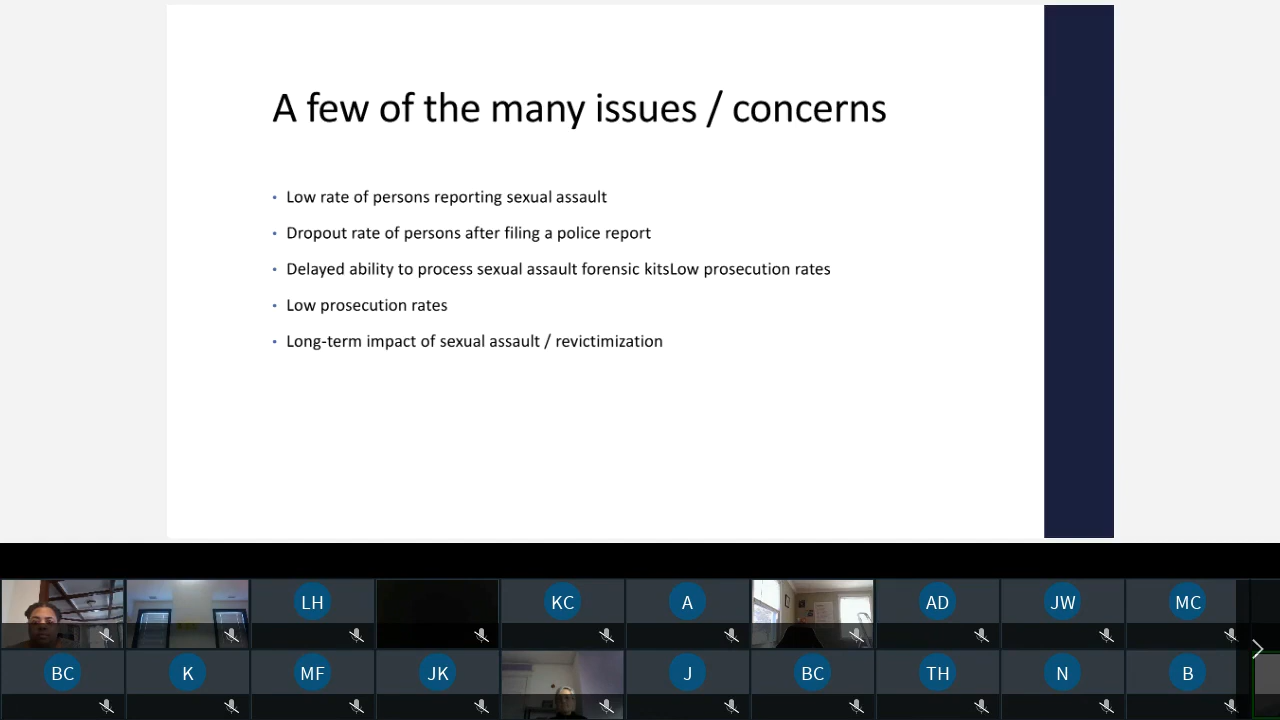 A few of the many issues / concerns
• Low rate of persons reporting sexual assault
• Dropout rate of persons after filing a police report
• Delayed ability to process sexual assault forensic kitsLow prosecution rates
• Low prosecution rates
• Long-term impact of sexual assault / revictimization
LH
KC
A
AD
JW
MC
BC
K
MF
JK
J
BC
TH
N
B